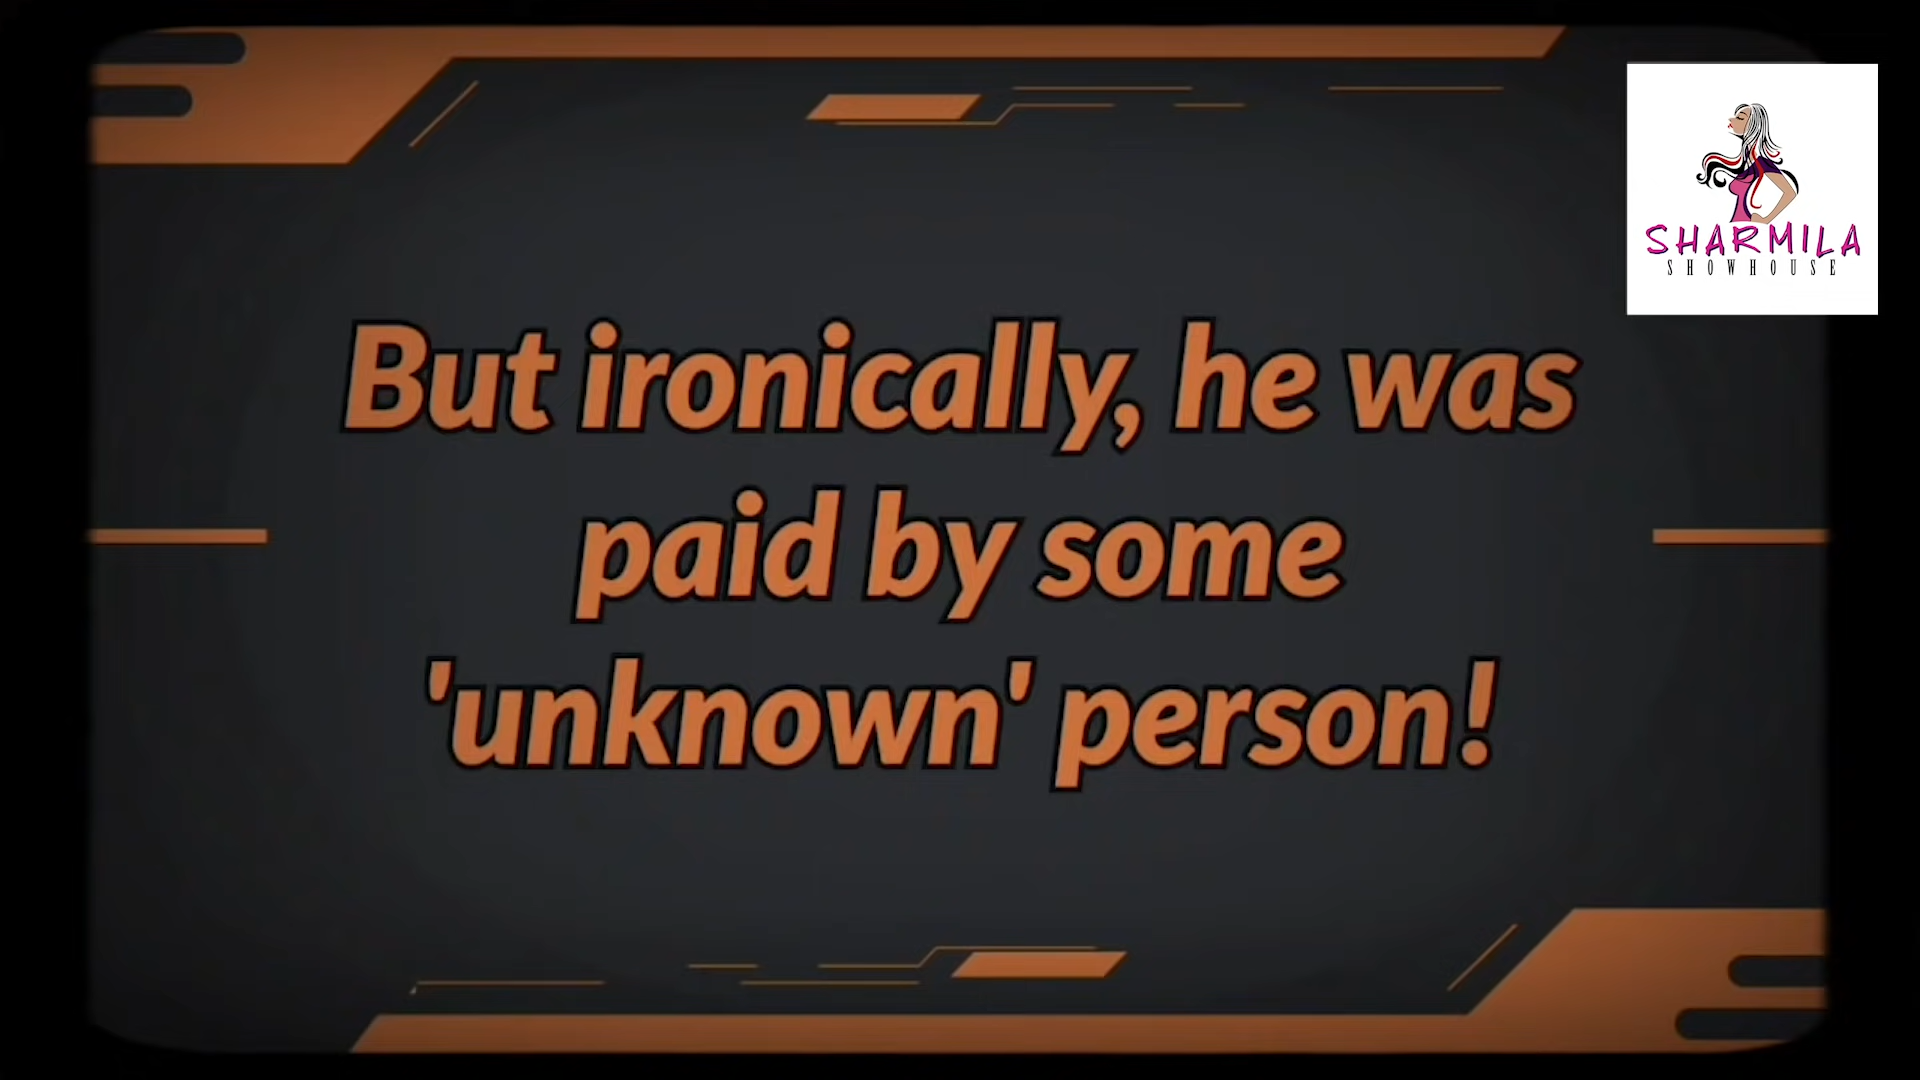 SHARMILA
SHOWHOUSE
But ironically, he was
paid by some
'unknown' person!